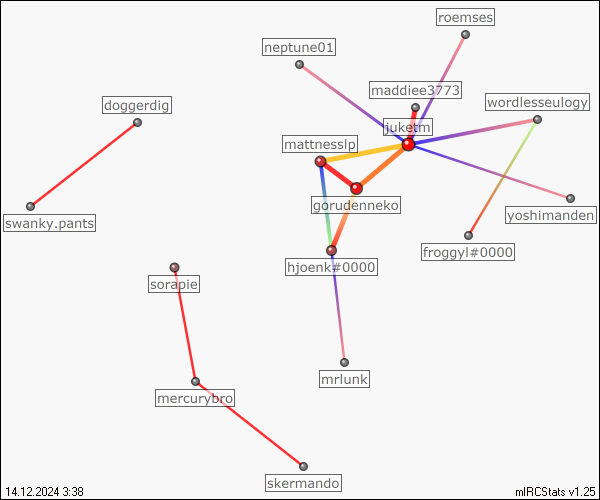 roemses
neptune01
maddiee3773
doggerdig
wordlesseulogy
juketm
mattnesslp
gorudenneko
swanky.pants
yoshimanden
froggyl#0000
hjoenk#0000
sorapie
mrlunk
mercurybro
skermando
14.12.2024 3:38
mIRCStats v1.25